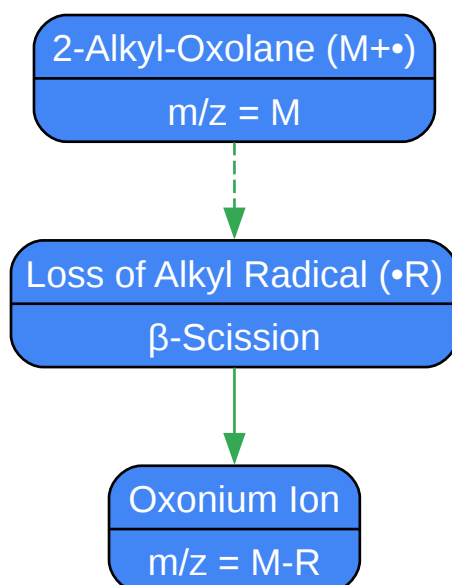 2-Alkyl-Oxolane (M+•)
m/z = M
Loss of Alkyl Radical (•R)
β-Scission
Oxonium Ion
m/z = M-R